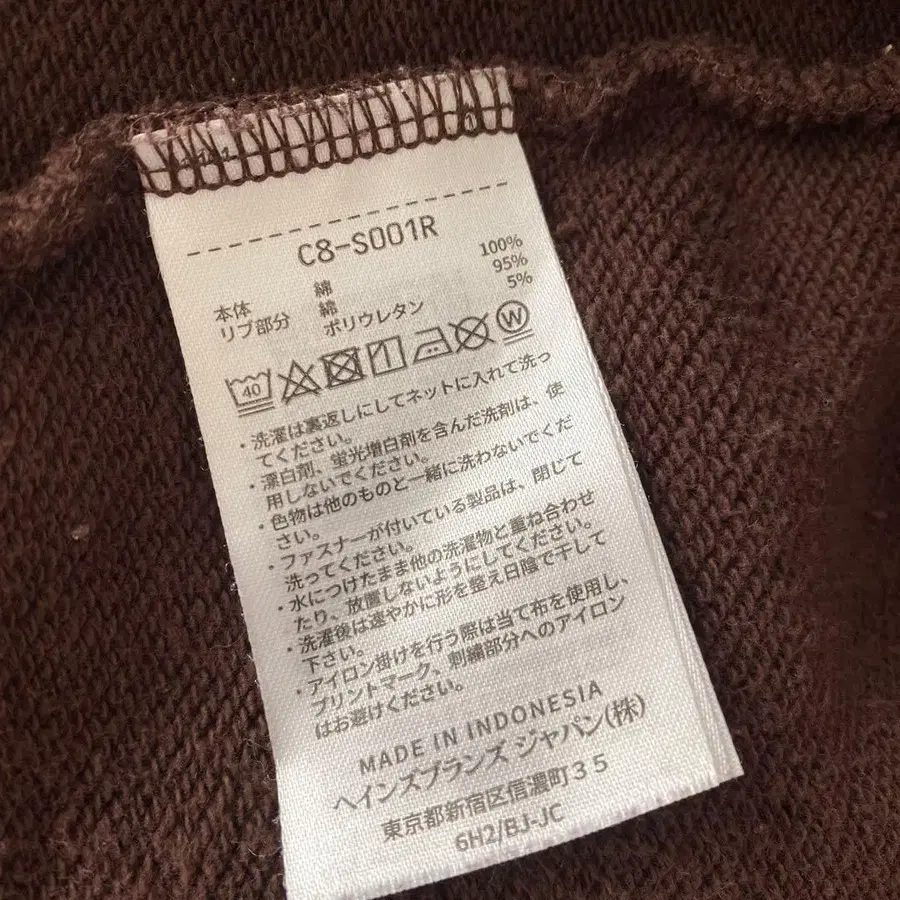 C8-S001R
本体 綿 100%
リブ部分 綿 95%
ポリウレタン 5%
40 W
・洗濯は裏返しにしてネットに入れて洗っ
てください。
・漂白剤、蛍光増白剤を含んだ洗剤は、使
用しないでください。
・色物は他のものと一緒に洗わないでくだ
さい。
・ファスナーが付いている製品は、閉じて
洗ってください。
・水につけたまま他の洗濯物と重ね合わせ
たり、放置しないようにしてください。
・洗濯後は速やかに形を整え日陰で干して
下さい。
・アイロン掛けを行う際は当て布を使用し、
プリントマーク、刺繍部分へのアイロン
はお避けください。
MADE IN INDONESIA
ヘインズブランズ ジャパン(株)
東京都新宿区信濃町35
6H2/BJ-JC